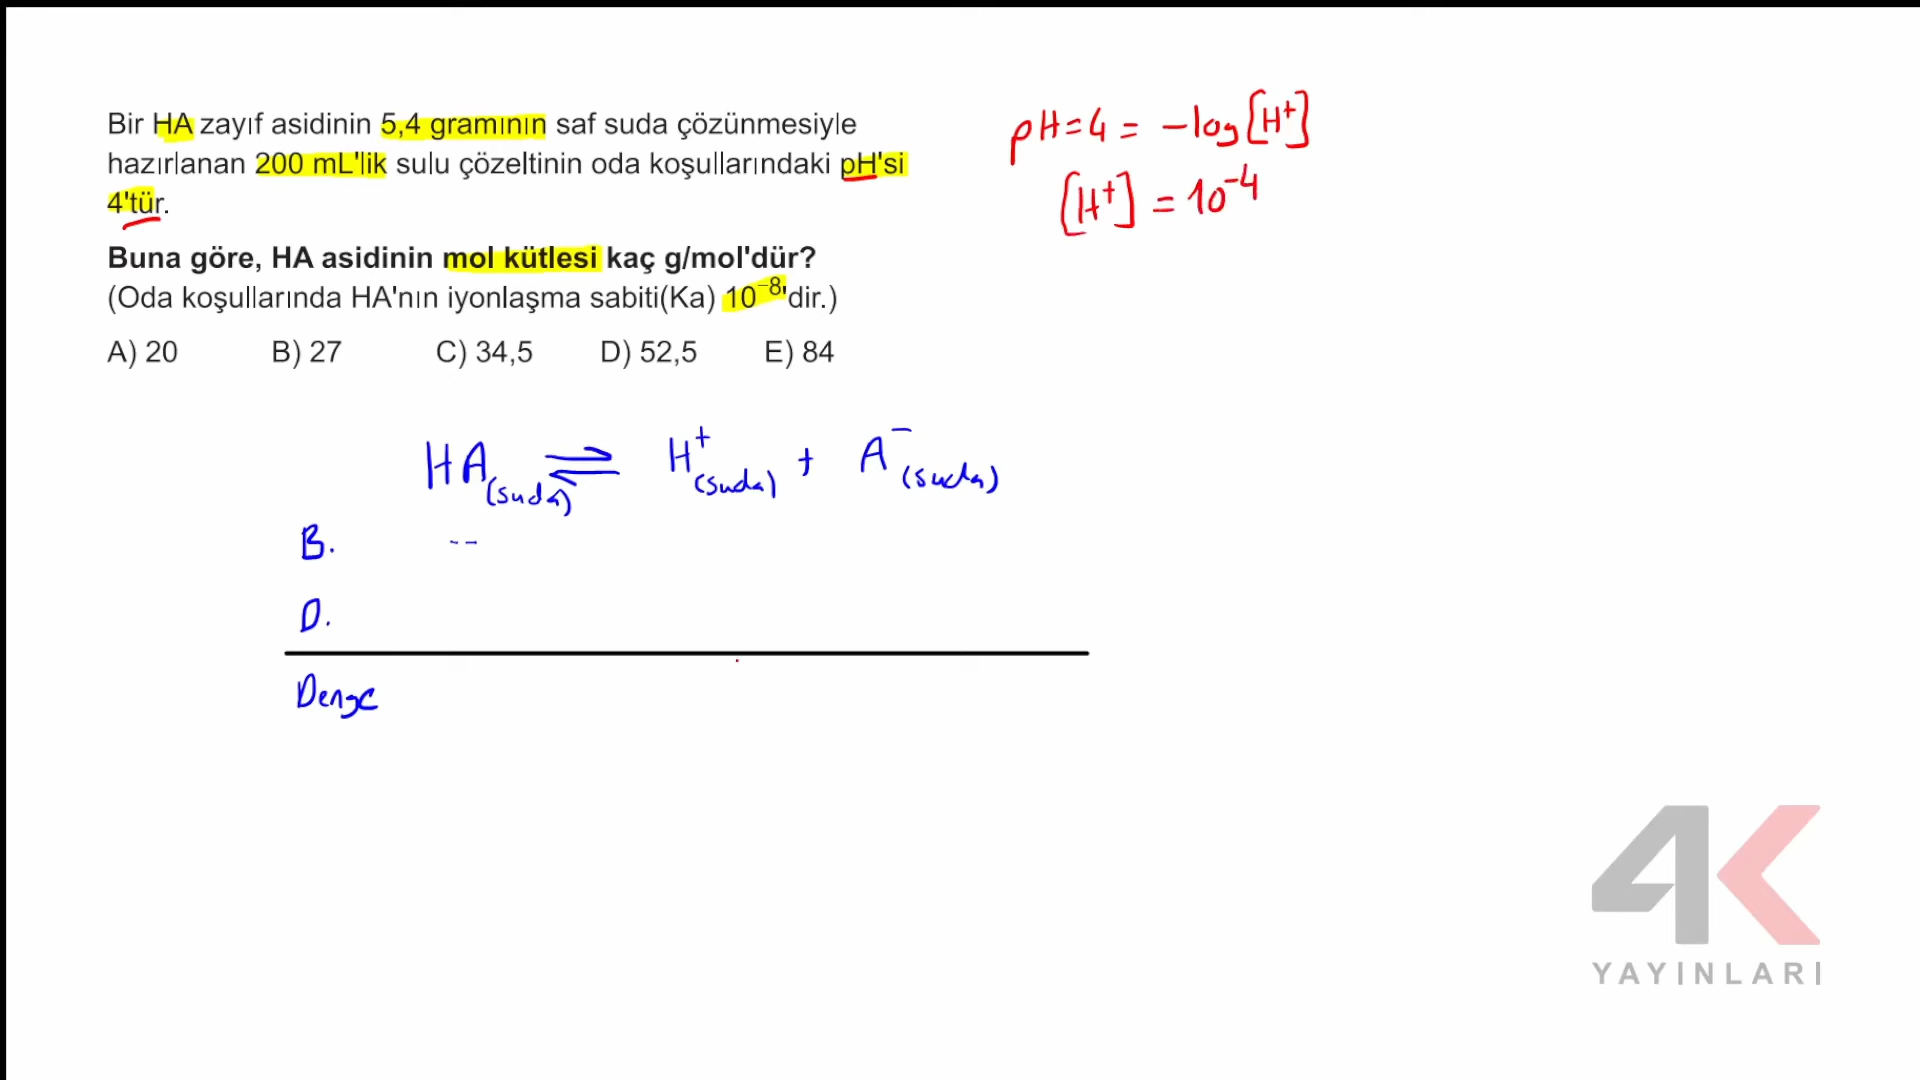 Bir HA zayıf asidinin 5,4 gramının saf suda çözünmesiyle
hazırlanan 200 mL'lik sulu çözeltinin oda koşullarındaki pH'si
4'tür.
Buna göre, HA asidinin mol kütlesi kaç g/mol'dür?
(Oda koşullarında HA'nın iyonlaşma sabiti(Ka) 10⁻⁸'dir.)
A) 20 B) 27 C) 34,5 D) 52,5 E) 84
pH=4 = -log[H⁺]
[H⁺] = 10⁻⁴
HA(suda) ⇌ H⁺(suda) + A⁻(suda)
B. --
D.
Denge
4K
YAYINLARI